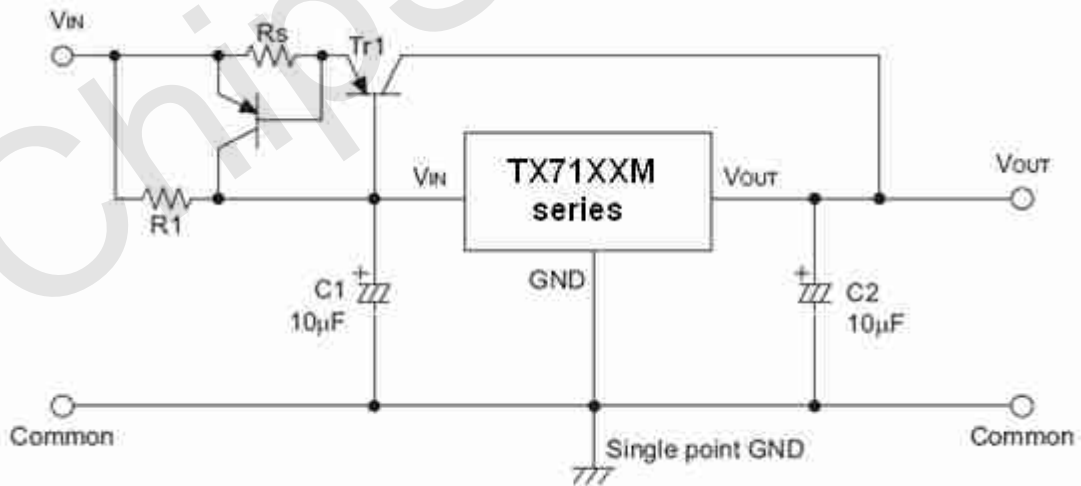 VIN
Rs
Tr1
R1
VIN
TX71XXM
series
VOUT
VOUT
GND
C1
10μF
C2
10μF
Common
Common
Single point GND
Chips